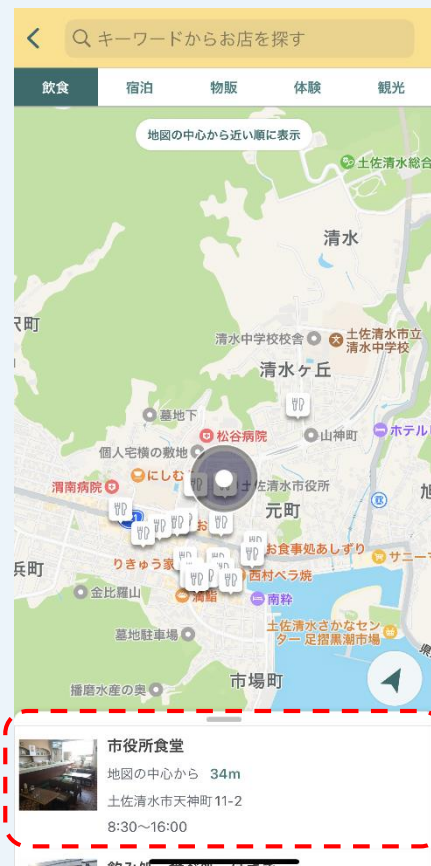 キーワードからお店を探す
飲食
宿泊
物販
体験
観光
地図の中心から近い順に表示
土佐清水総合
清水
清水中学校校舎
土佐清水市立
清水中学校
清水ヶ丘
墓地下
松谷病院
山神町
ホテル
個人宅横の敷地
にしむ
渭南病院
土佐清水市役所
元町
旭
お
お食事処あしずり
サニーマ
りきゅう家
兵町
西村ペラ焼
金比羅山
満鮨
南粋
土佐清水さかなセン
ター 足摺黒潮市場
墓地駐車場
市場町
播磨水産の奥
市役所食堂
地図の中心から 34m
土佐清水市天神町11-2
8:30～16:00